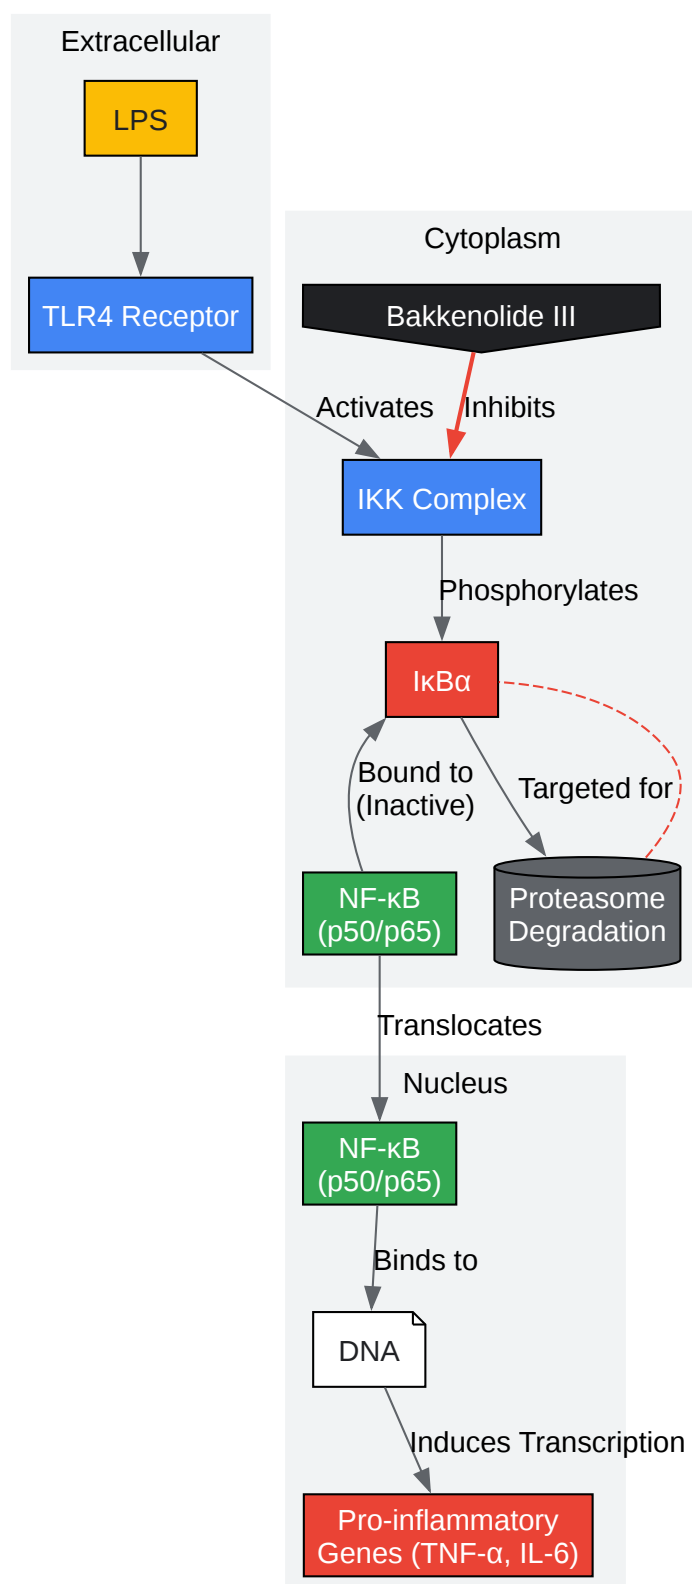 Extracellular
LPS
TLR4 Receptor
Cytoplasm
Bakkenolide III
Activates
Inhibits
IKK Complex
Phosphorylates
IκBα
Bound to
(Inactive)
Targeted for
NF-κB
(p50/p65)
Proteasome
Degradation
Translocates
Nucleus
NF-κB
(p50/p65)
Binds to
DNA
Induces Transcription
Pro-inflammatory
Genes (TNF-α, IL-6)